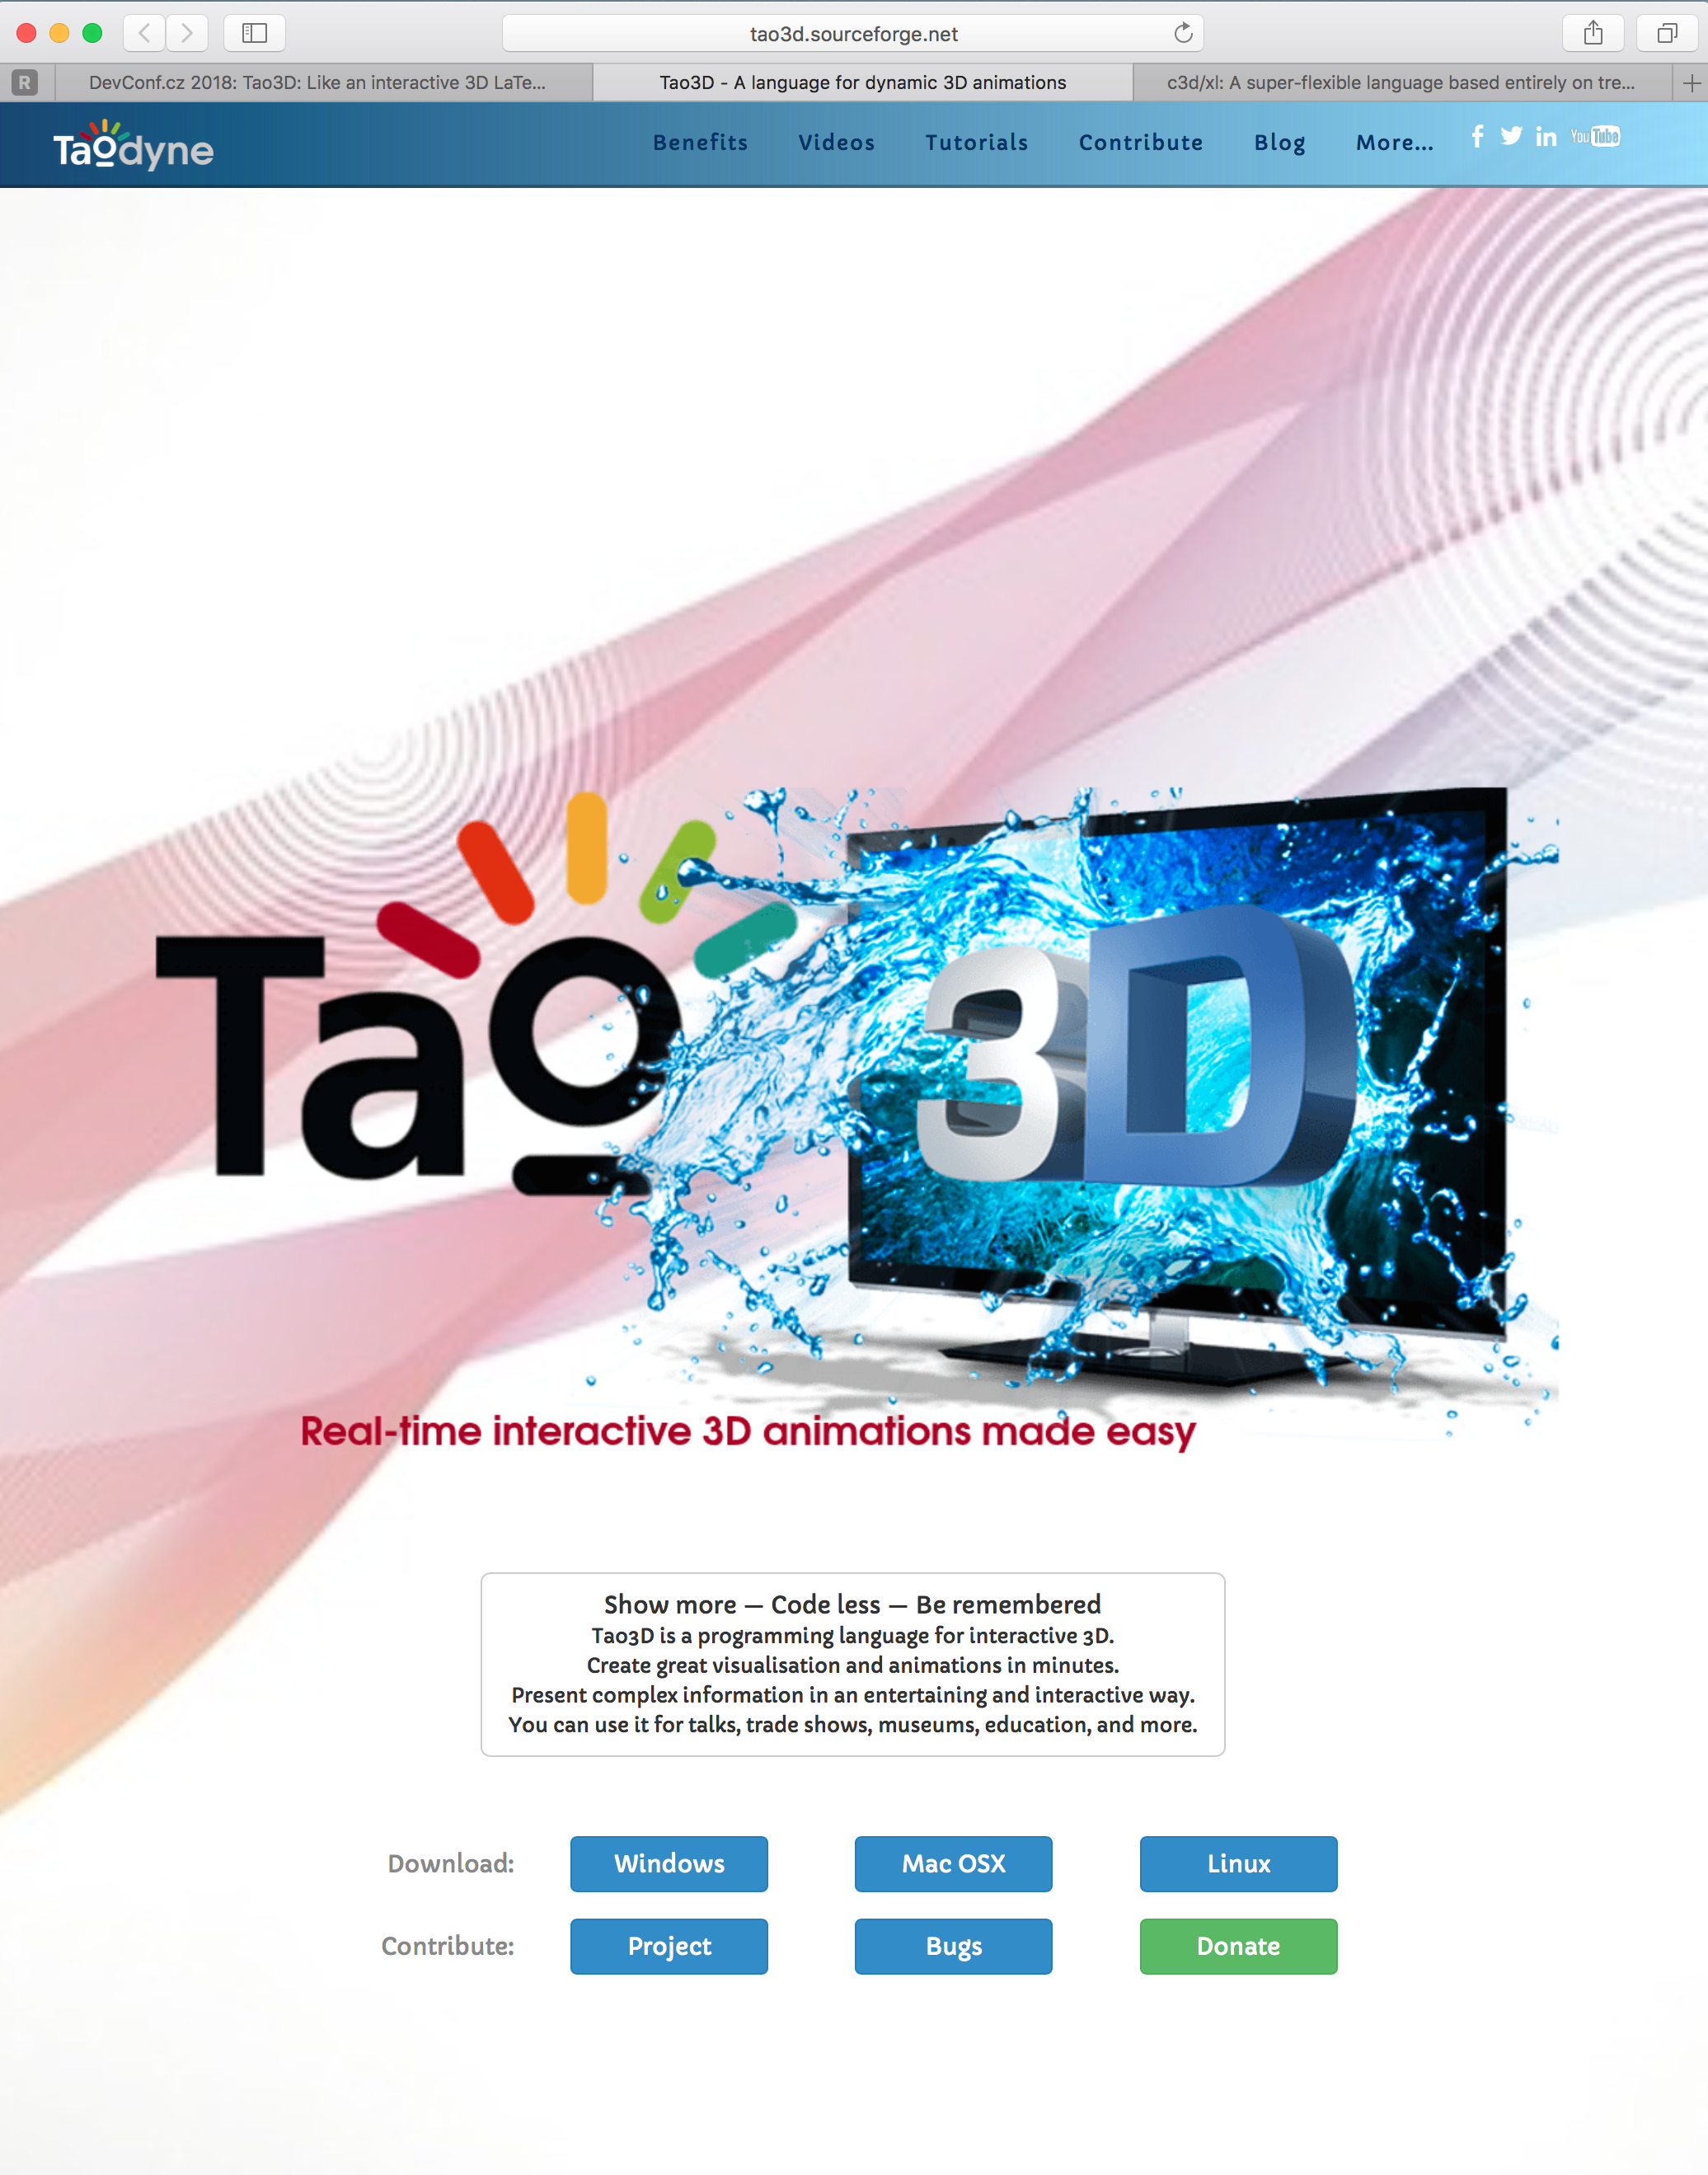 tao3d.sourceforge.net
R
DevConf.cz 2018: Tao3D: Like an interactive 3D LaTe...
Tao3D - A language for dynamic 3D animations
c3d/xl: A super-flexible language based entirely on tre...
Taodyne
Benefits
Videos
Tutorials
Contribute
Blog
More...
f
in
YouTube
Tao
3D
Real-time interactive 3D animations made easy
Show more — Code less — Be remembered
Tao3D is a programming language for interactive 3D.
Create great visualisation and animations in minutes.
Present complex information in an entertaining and interactive way.
You can use it for talks, trade shows, museums, education, and more.
Download:
Windows
Mac OSX
Linux
Contribute:
Project
Bugs
Donate